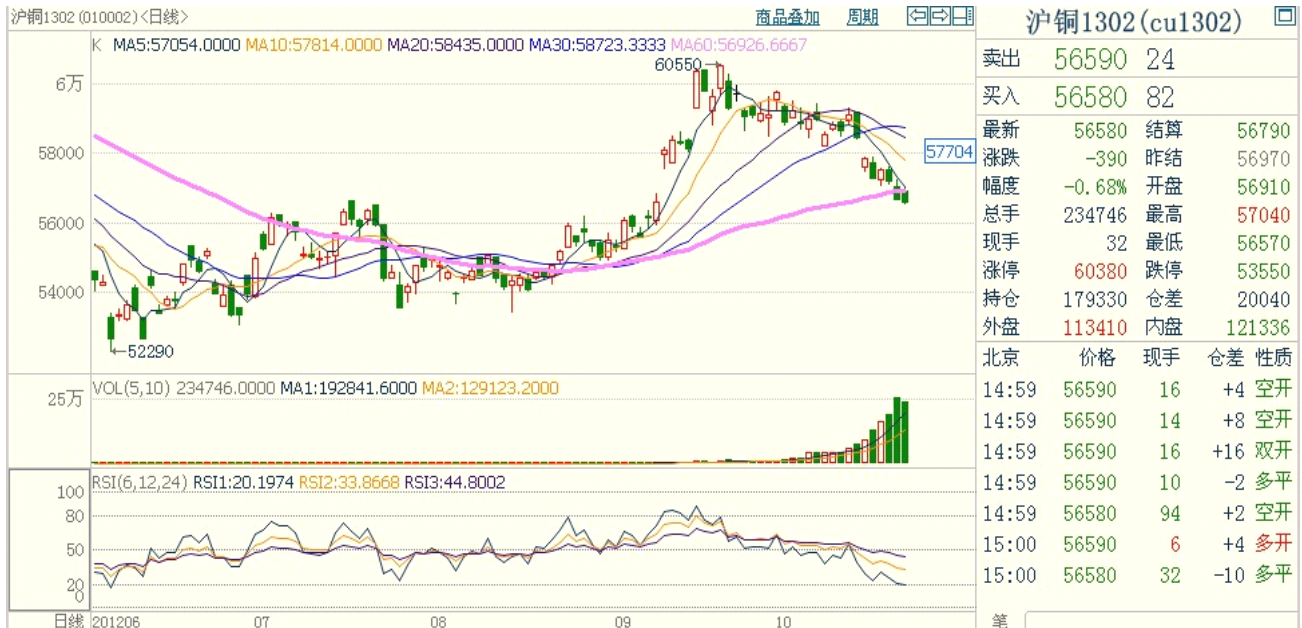 沪铜1302 (010002)<日线>
商品叠加 周期
K MA5:57054.0000 MA10:57814.0000 MA20:58435.0000 MA30:58723.3333 MA60:56926.6667
60550
6万
58000
57704
56000
54000
52290
VOL(5,10) 234746.0000 MA1:192841.6000 MA2:129123.2000
25万
RSI(6,12,24) RSI1:20.1974 RSI2:33.8668 RSI3:44.8002
100
80
50
20
0
日线 201206 07 08 09 10
沪铜1302(cu1302)
卖出 56590 24
买入 56580 82
最新 56580 结算 56790
涨跌 -390 昨结 56970
幅度 -0.68% 开盘 56910
总手 234746 最高 57040
现手 32 最低 56570
涨停 60380 跌停 53550
持仓 179330 仓差 20040
外盘 113410 内盘 121336
北京 价格 现手 仓差 性质
14:59 56590 16 +4 空开
14:59 56590 14 +8 空开
14:59 56590 16 +16 双开
14:59 56590 10 -2 多平
14:59 56580 94 +2 空开
15:00 56590 6 +4 多开
15:00 56580 32 -10 多平
笔